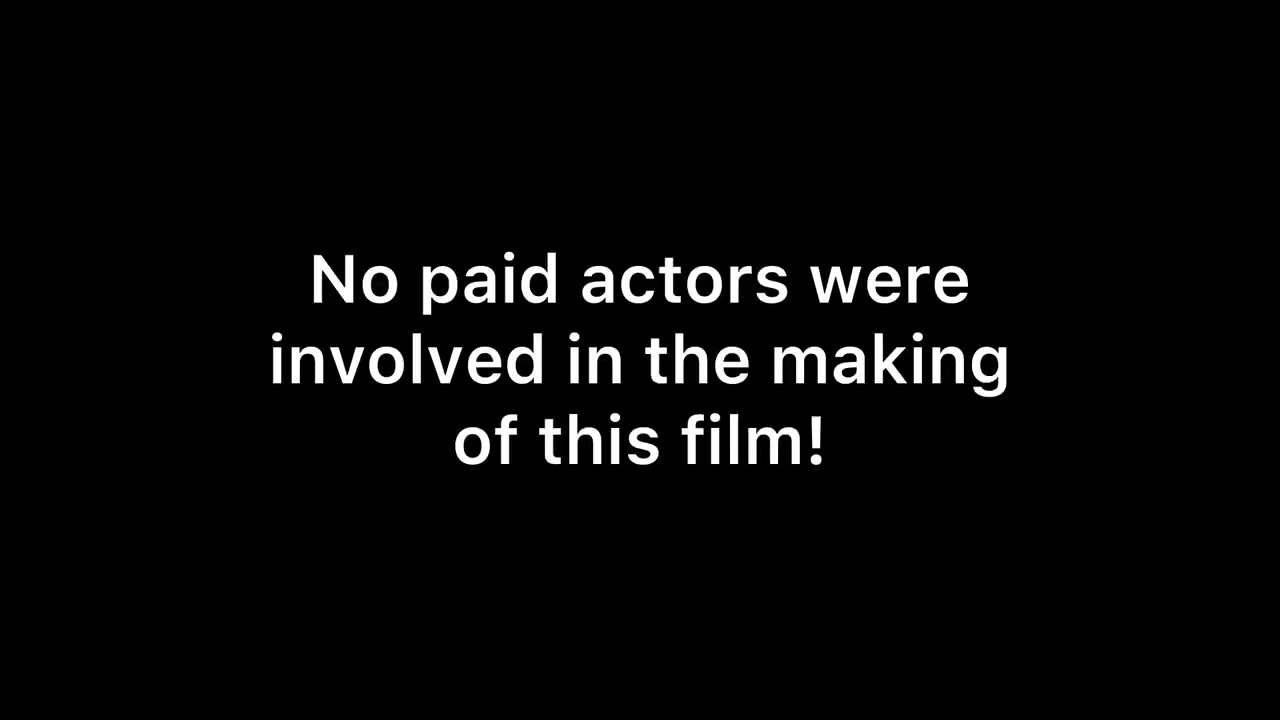 No paid actors were
involved in the making
of this film!